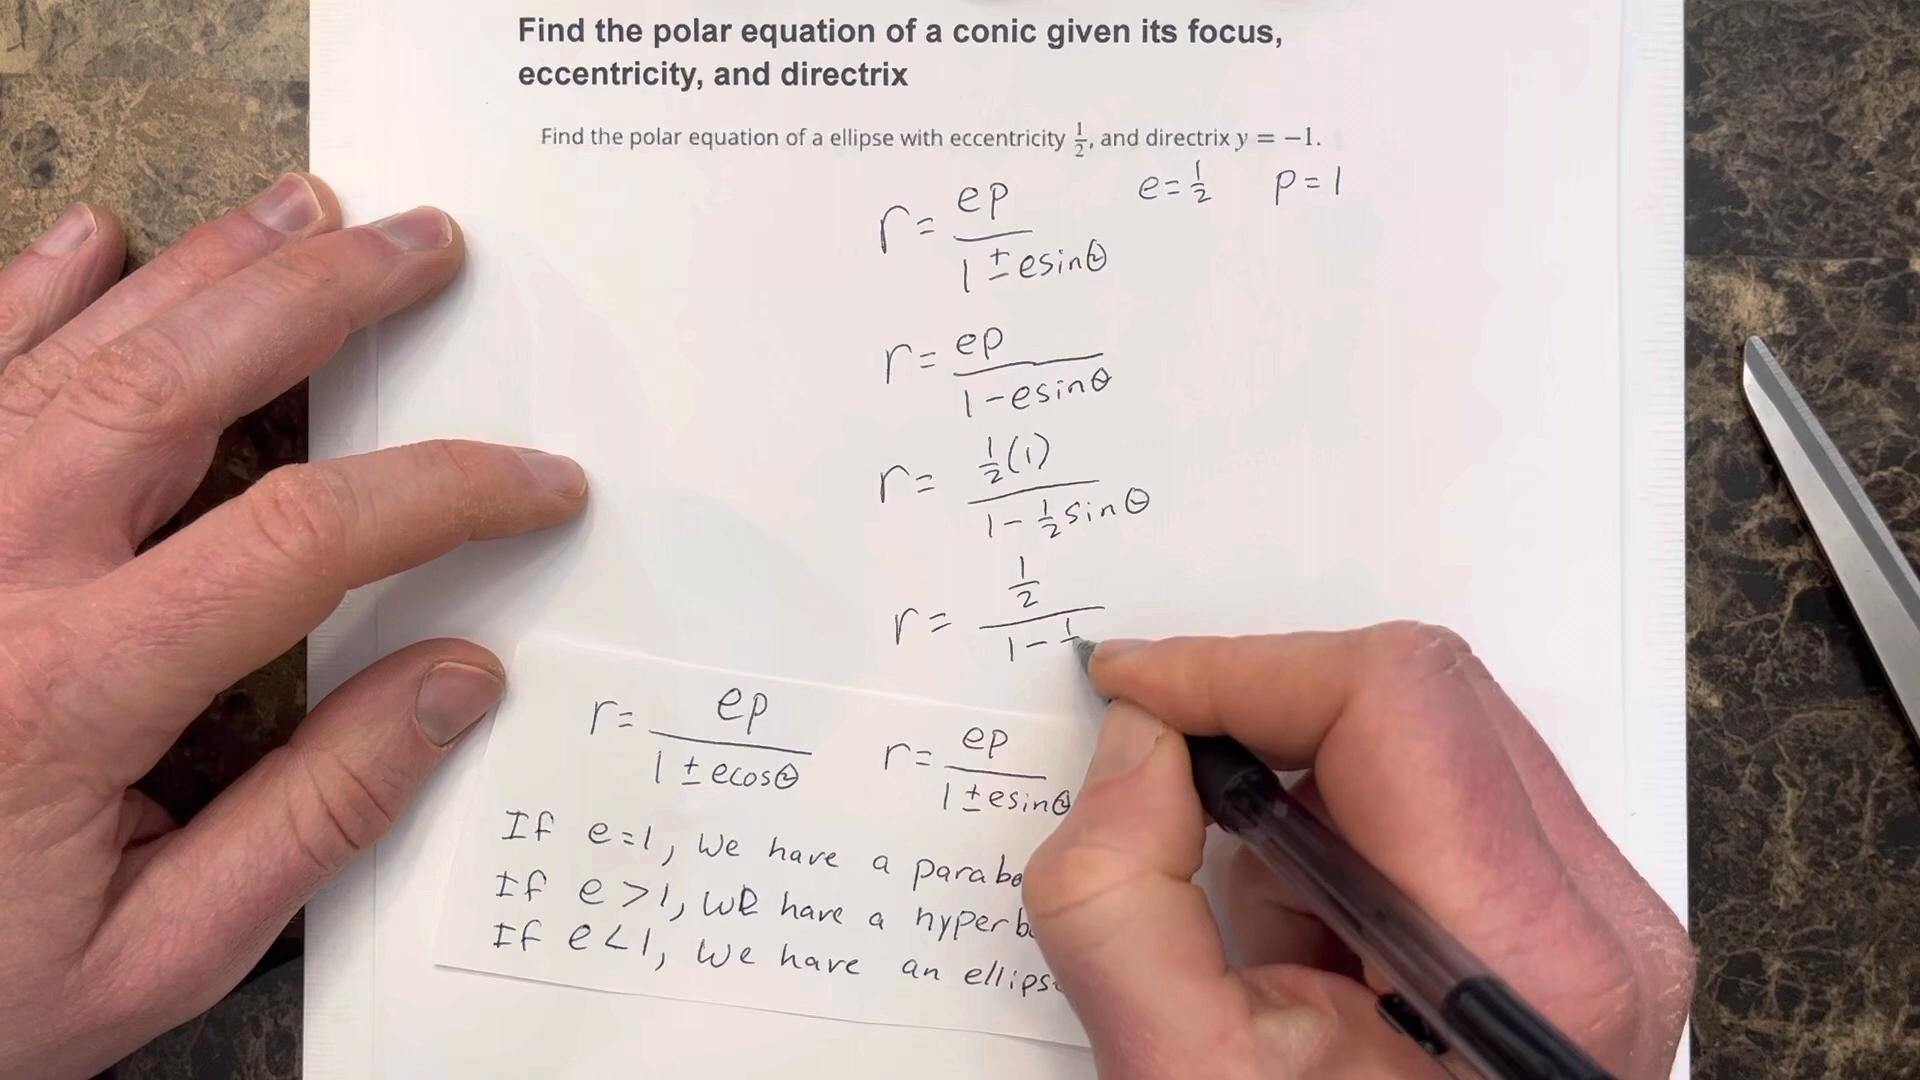 Find the polar equation of a conic given its focus,
eccentricity, and directrix
Find the polar equation of a ellipse with eccentricity 1/2, and directrix y = −1.
r = ep / (1 ± esinθ)   e = 1/2   p = 1
r = ep / (1 − esinθ)
r = 1/2(1) / (1 − 1/2 sinθ)
r = 1/2 / (1 − 1
r = ep / (1 ± ecosθ)   r = ep / (1 ± esinθ)
If e=1, we have a
If e>1, we have a
If e<1, we have an